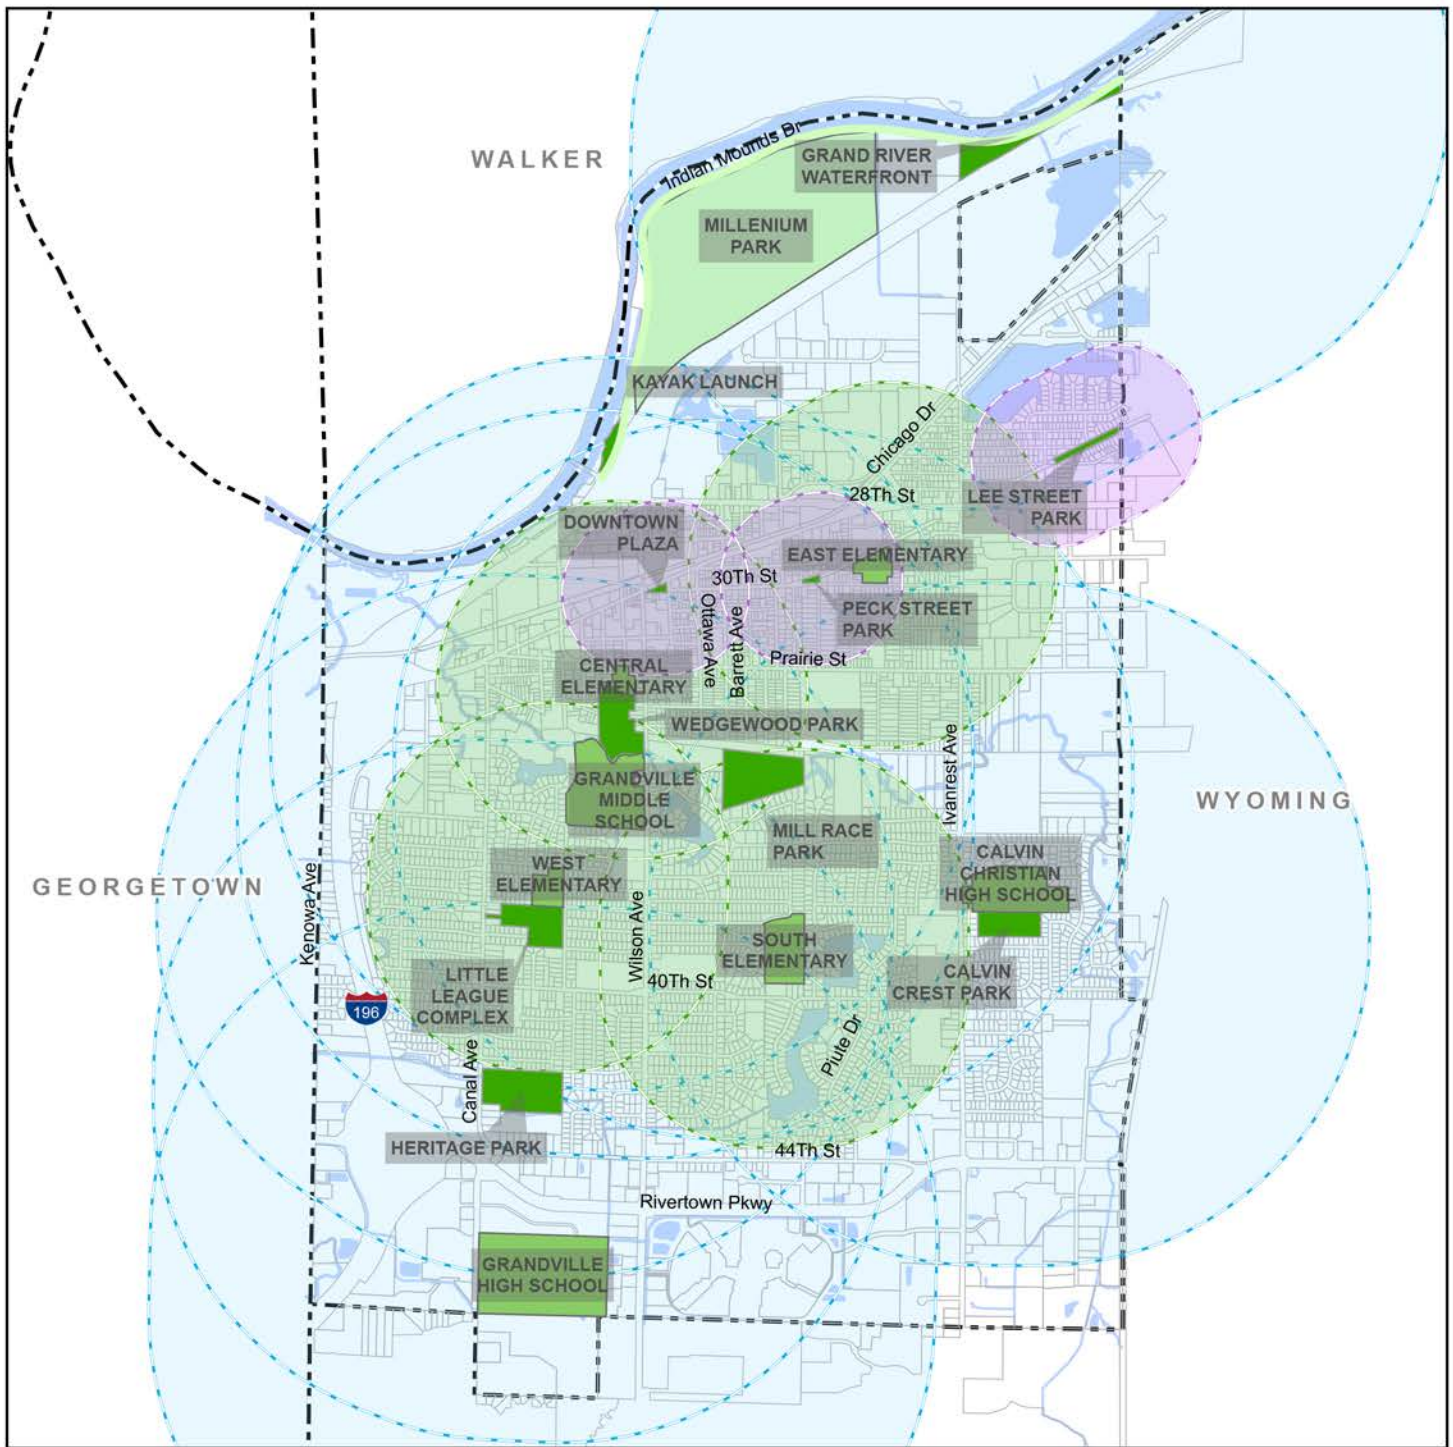 Indian Mounds Dr
WALKER
GRAND RIVER
WATERFRONT
MILLENIUM
PARK
KAYAK LAUNCH
Chicago Dr
28Th St
LEE STREET
PARK
DOWNTOWN
PLAZA
EAST ELEMENTARY
30Th St
Ottawa Ave
Barrett Ave
PECK STREET
PARK
Prairie St
CENTRAL
ELEMENTARY
WEDGEWOOD PARK
Ivanrest Ave
GRANDVILLE
MIDDLE
SCHOOL
WYOMING
MILL RACE
PARK
CALVIN
CHRISTIAN
HIGH SCHOOL
WEST
ELEMENTARY
GEORGETOWN
Kenowa Ave
Wilson Ave
SOUTH
ELEMENTARY
40Th St
LITTLE
LEAGUE
COMPLEX
CALVIN
CREST PARK
196
Piute Dr
Canal Ave
HERITAGE PARK
44Th St
Rivertown Pkwy
GRANDVILLE
HIGH SCHOOL